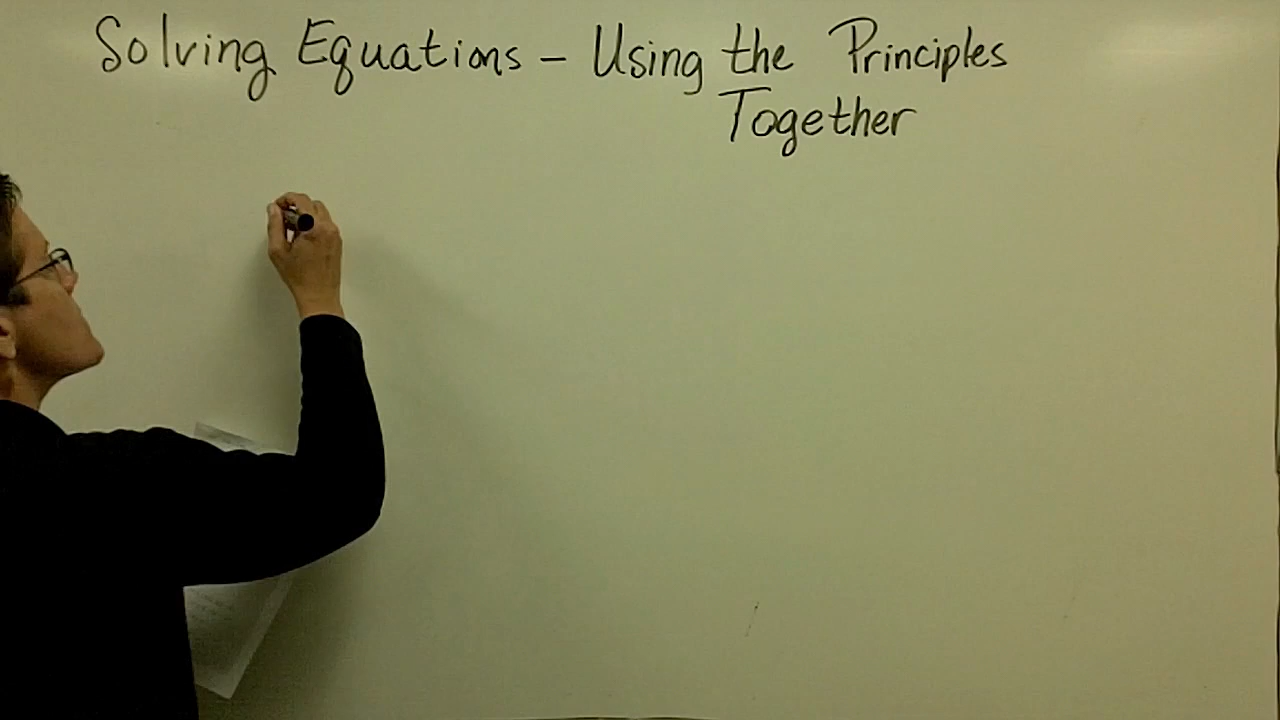 Solving Equations – Using the Principles
Together